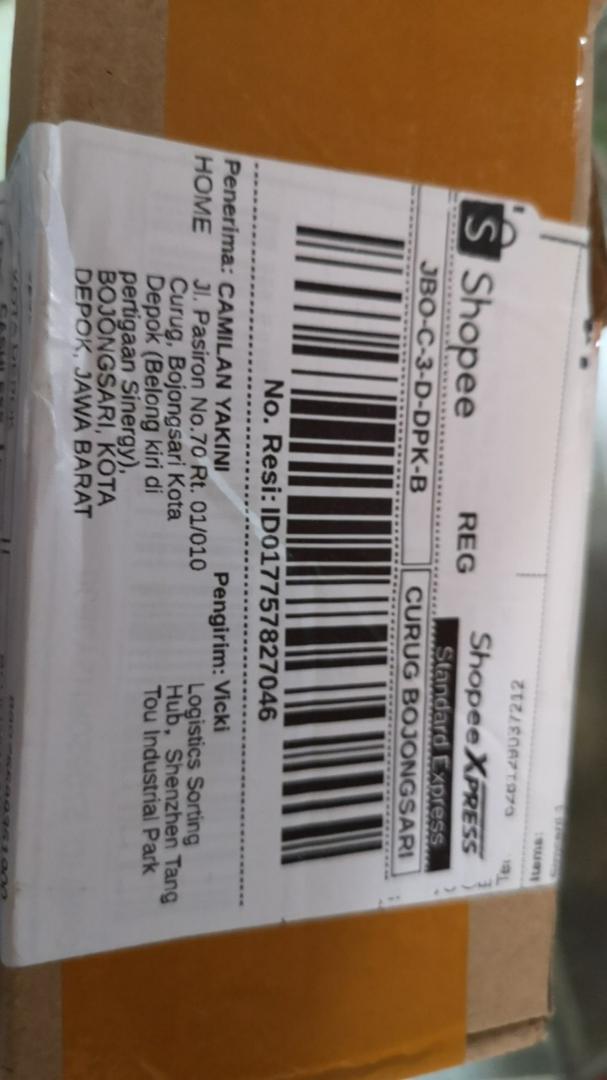 Shopee REG Shopee XPRESS
Standard Express
JBO-C-3-D-DPK-B CURUG BOJONGSARI
No. Resi: ID017757827046
Penerima: CAMILAN YAKINI
HOME
Jl. Pasiron No.70 Rt. 01/010
Curug, Bojongsari Kota
Depok (Belong kiri di
pertigaan Sinergy),
BOJONGSARI, KOTA
DEPOK, JAWA BARAT
Pengirim: Vicki
Logistics Sorting
Hub, Shenzhen Tang
Tou Industrial Park